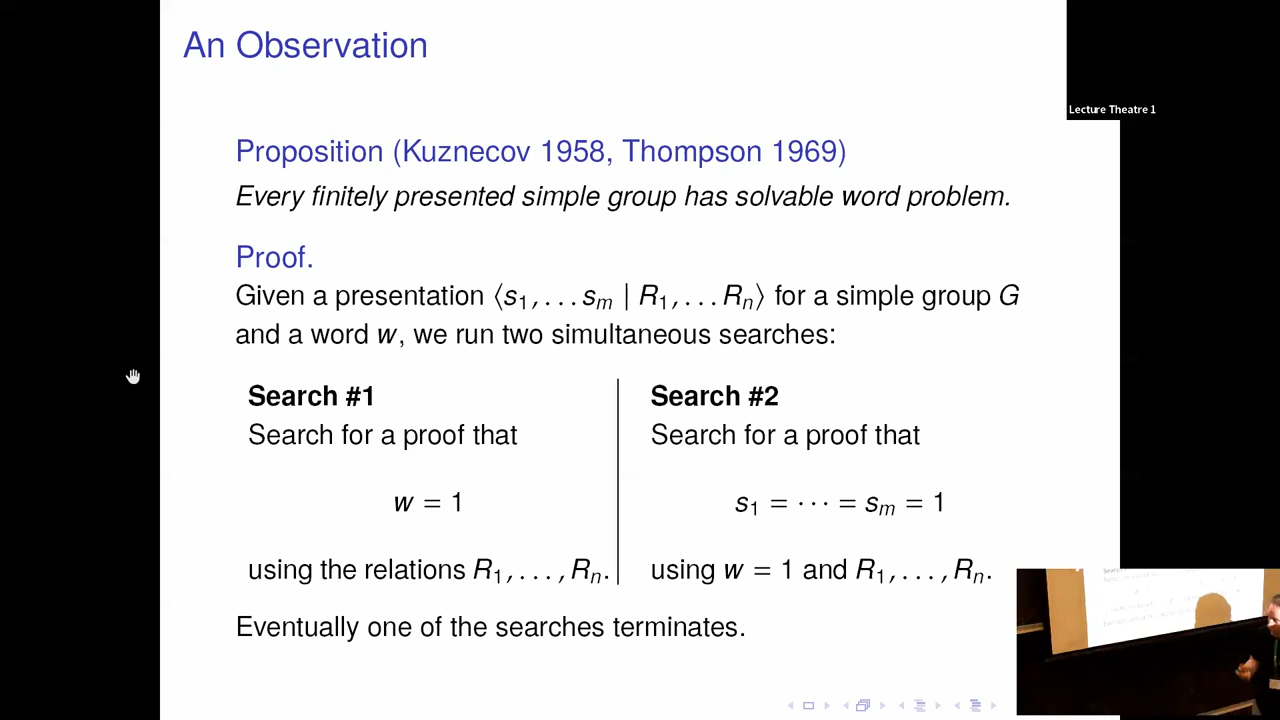 An Observation
Lecture Theatre 1
Proposition (Kuznecov 1958, Thompson 1969)
Every finitely presented simple group has solvable word problem.
Proof.
Given a presentation ⟨s₁, . . . sₘ | R₁, . . . Rₙ⟩ for a simple group G
and a word w, we run two simultaneous searches:
Search #1
Search for a proof that
w = 1
using the relations R₁, . . . , Rₙ.
Search #2
Search for a proof that
s₁ = · · · = sₘ = 1
using w = 1 and R₁, . . . , Rₙ.
Eventually one of the searches terminates.